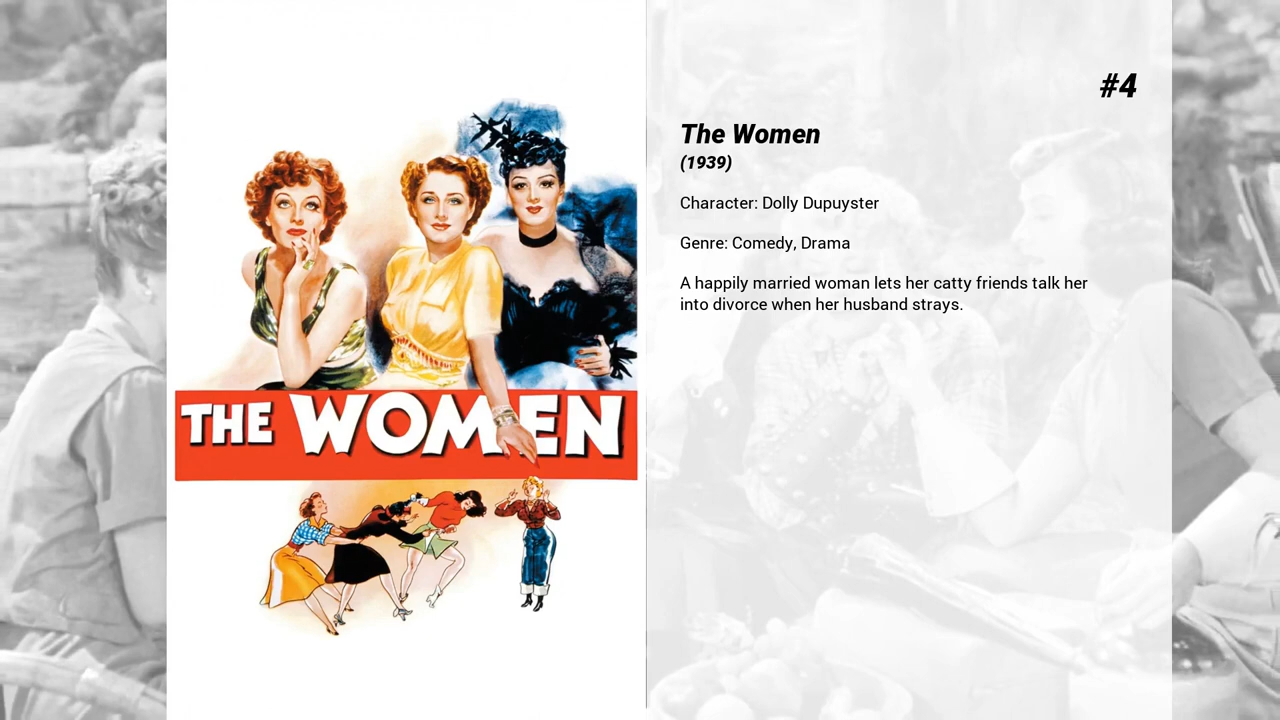 THE WOMEN
#4
The Women
(1939)
Character: Dolly Dupuyster
Genre: Comedy, Drama
A happily married woman lets her catty friends talk her
into divorce when her husband strays.